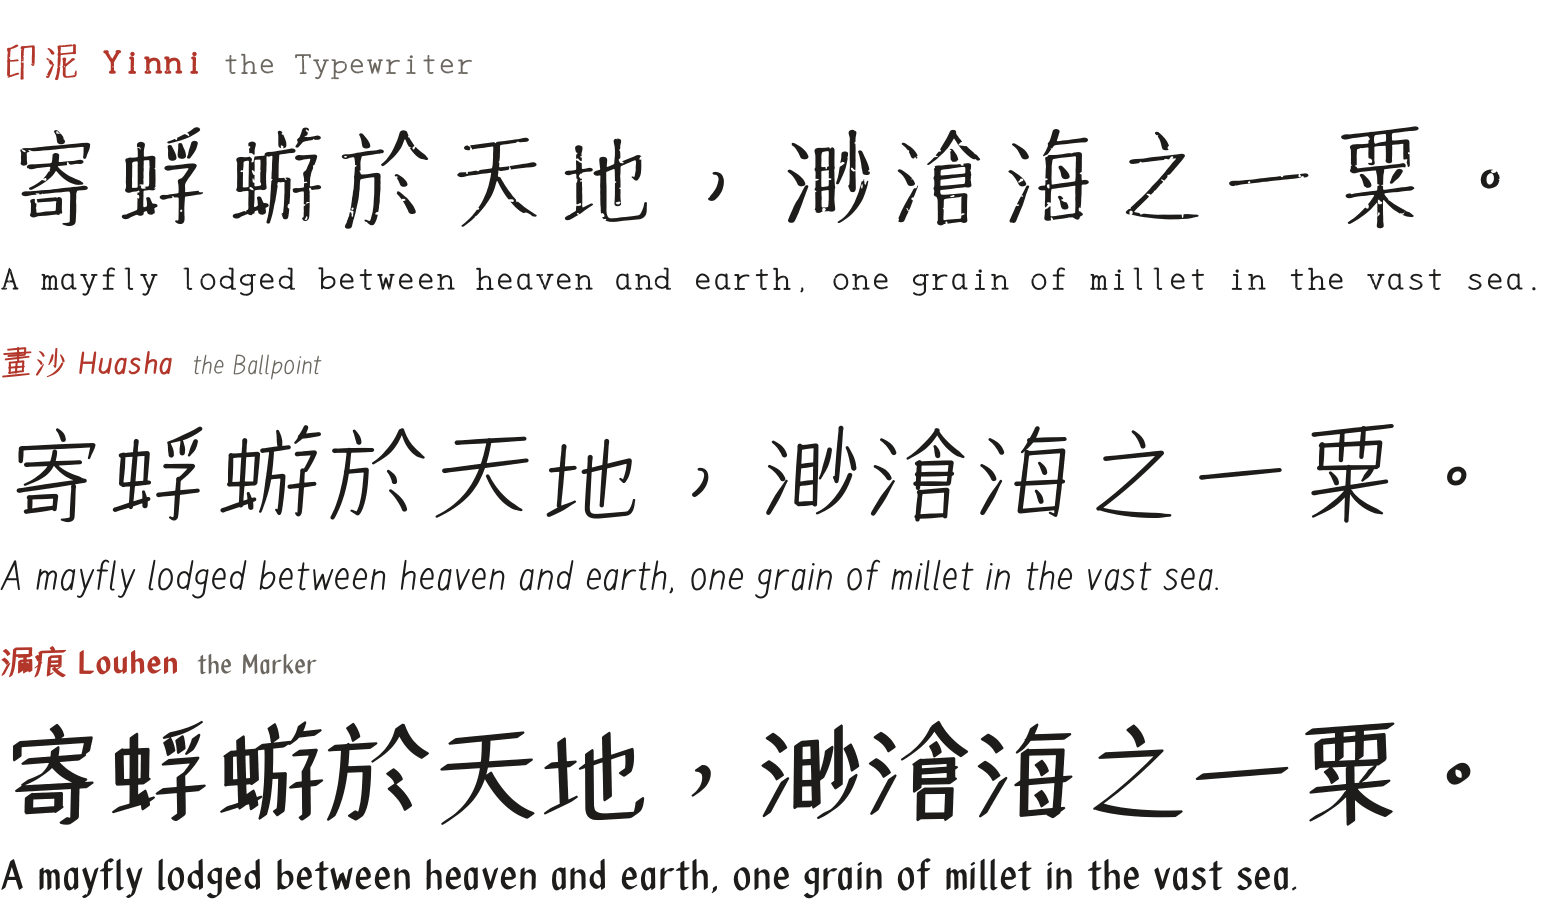 印泥 Yinni the Typewriter
寄蜉蝣於天地，渺滄海之一粟。
A mayfly lodged between heaven and earth, one grain of millet in the vast sea.
畫沙 Huasha the Ballpoint
寄蜉蝣於天地，渺滄海之一粟。
A mayfly lodged between heaven and earth, one grain of millet in the vast sea.
漏痕 Louhen the Marker
寄蜉蝣於天地，渺滄海之一粟。
A mayfly lodged between heaven and earth, one grain of millet in the vast sea.